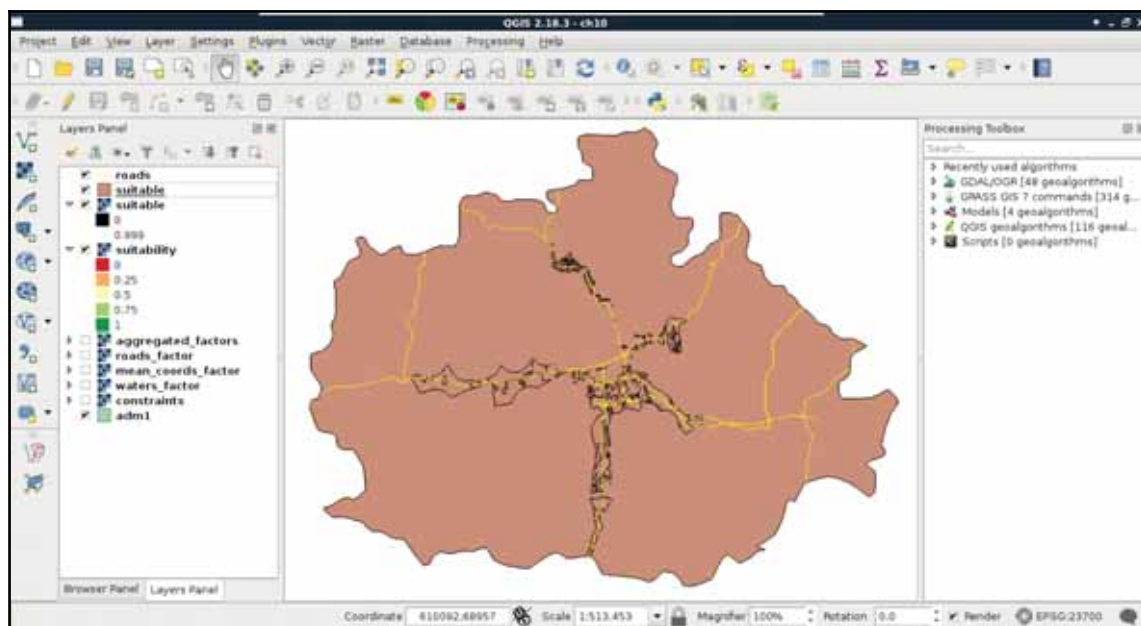 QGIS 2.18.3 - ch10
Project Edit View Layer Settings Plugins Vector Raster Database Processing Help
Layers Panel
roads
suitable
suitable
0
0.999
suitability
0
0.25
0.5
0.75
1
aggregated_factors
roads_factor
mean_coords_factor
waters_factor
constraints
adm1
Browser Panel Layers Panel
Processing Toolbox
Search...
Recently used algorithms
GDAL/OGR [48 geoalgorithms]
GRASS GIS 7 commands [314 g...
Models [4 geoalgorithms]
QGIS geoalgorithms [116 geoal...
Scripts [0 geoalgorithms]
Coordinate 610092,68957 Scale 1:513,453 Magnifier 100% Rotation 0.0 Render EPSG:23700